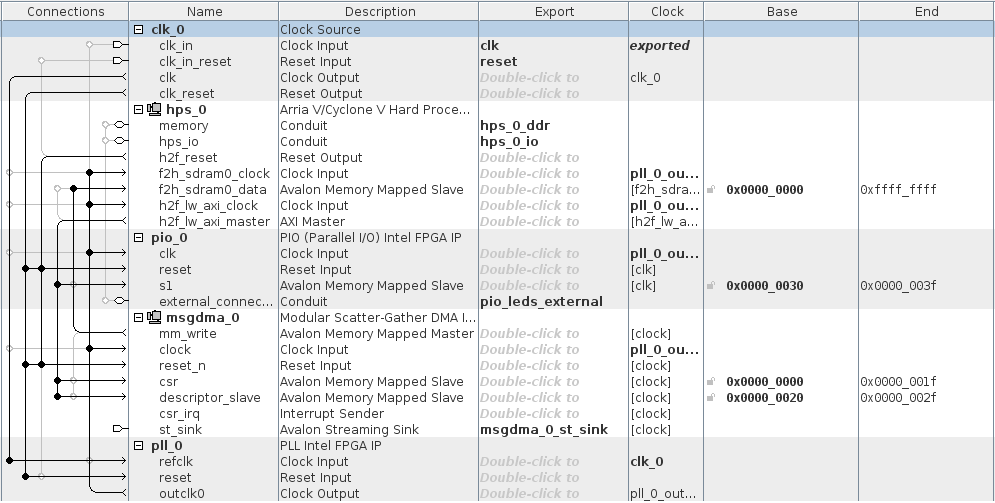 Connections Name Description Export Clock Base End
clk_0 Clock Source
clk_in Clock Input clk exported
clk_in_reset Reset Input reset
clk Clock Output Double-click to clk_0
clk_reset Reset Output Double-click to
hps_0 Arria V/Cyclone V Hard Proce...
memory Conduit hps_0_ddr
hps_io Conduit hps_0_io
h2f_reset Reset Output Double-click to
f2h_sdram0_clock Clock Input Double-click to pll_0_ou...
f2h_sdram0_data Avalon Memory Mapped Slave Double-click to [f2h_sdra... 0x0000_0000 0xffff_ffff
h2f_lw_axi_clock Clock Input Double-click to pll_0_ou...
h2f_lw_axi_master AXI Master Double-click to [h2f_lw_a...
pio_0 PIO (Parallel I/O) Intel FPGA IP
clk Clock Input Double-click to pll_0_ou...
reset Reset Input Double-click to [clk]
s1 Avalon Memory Mapped Slave Double-click to [clk] 0x0000_0030 0x0000_003f
external_connec... Conduit pio_leds_external
msgdma_0 Modular Scatter-Gather DMA I...
mm_write Avalon Memory Mapped Master Double-click to [clock]
clock Clock Input Double-click to pll_0_ou...
reset_n Reset Input Double-click to [clock]
csr Avalon Memory Mapped Slave Double-click to [clock] 0x0000_0000 0x0000_001f
descriptor_slave Avalon Memory Mapped Slave Double-click to [clock] 0x0000_0020 0x0000_002f
csr_irq Interrupt Sender Double-click to [clock]
st_sink Avalon Streaming Sink msgdma_0_st_sink [clock]
pll_0 PLL Intel FPGA IP
refclk Clock Input Double-click to clk_0
reset Reset Input Double-click to
outclk0 Clock Output Double-click to pll_0_out...